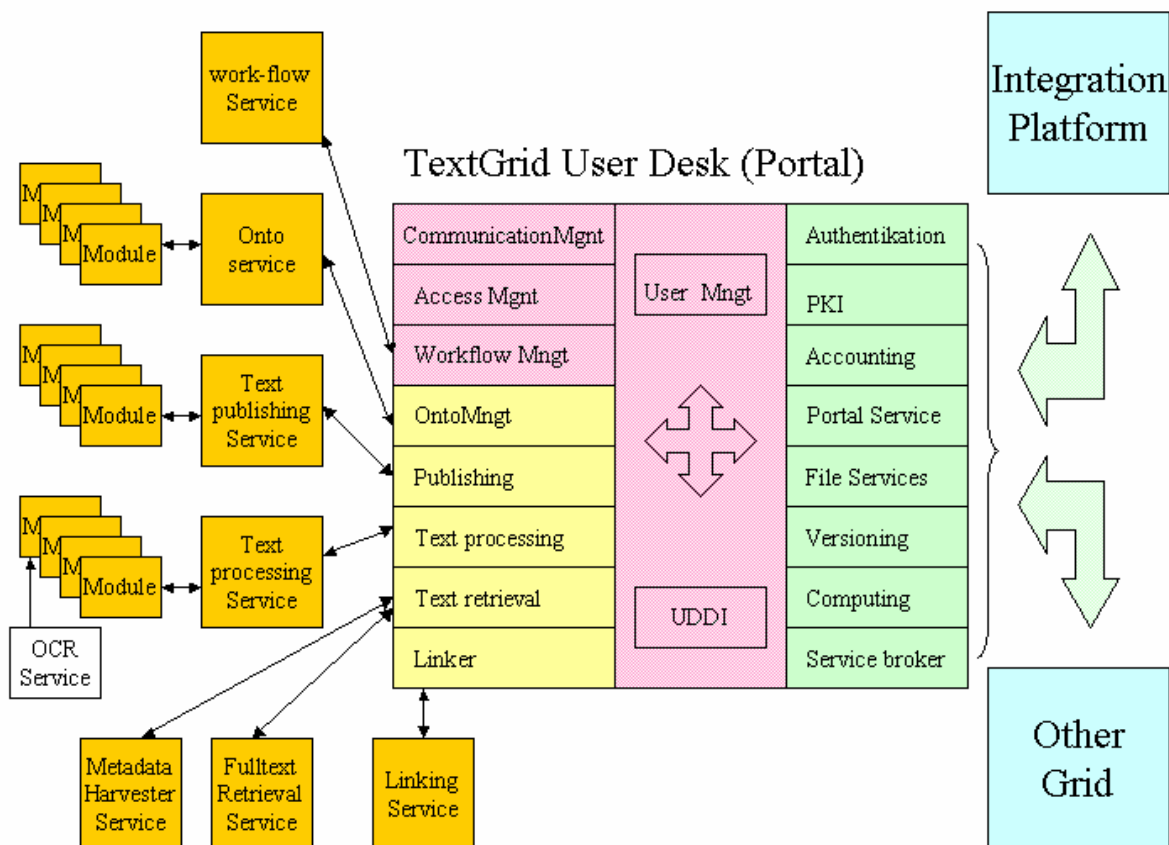 work-flow
Service
Integration
Platform
TextGrid User Desk (Portal)
M
M
M
Module
Onto
service
CommunicationMgnt
Access Mgnt
Workflow Mngt
OntoMngt
Publishing
Text processing
Text retrieval
Linker
User Mngt
UDDI
Authentikation
PKI
Accounting
Portal Service
File Services
Versioning
Computing
Service broker
M
M
M
Module
Text
publishing
Service
M
M
M
Module
Text
processing
Service
OCR
Service
Metadata
Harvester
Service
Fulltext
Retrieval
Service
Linking
Service
Other
Grid